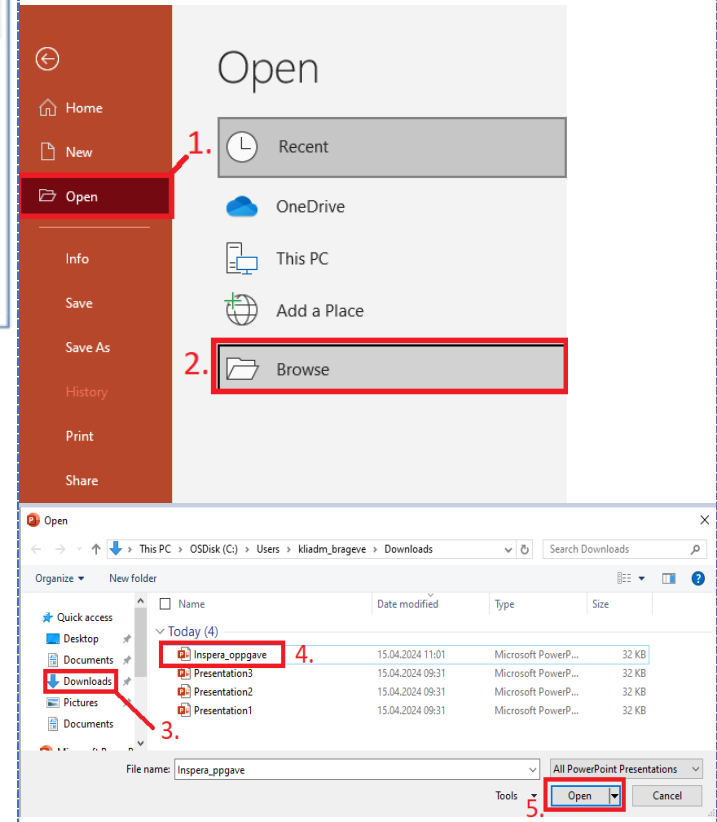 Open
Home
New
1.
Recent
Open
OneDrive
Info
This PC
Save
Add a Place
Save As
2.
Browse
History
Print
Share
Open
This PC > OSDisk (C:) > Users > kliadm_brageve > Downloads
Search Downloads
Organize
New folder
Name
Date modified
Type
Size
Quick access
Today (4)
Desktop
Inspera_oppgave
4.
15.04.2024 11:01
Microsoft PowerP...
32 KB
Documents
Presentation3
15.04.2024 09:31
Microsoft PowerP...
32 KB
Downloads
Presentation2
15.04.2024 09:31
Microsoft PowerP...
32 KB
Pictures
Presentation1
15.04.2024 09:31
Microsoft PowerP...
32 KB
Documents
3.
File name:
Inspera_ppgave
All PowerPoint Presentations
Tools
5.
Open
Cancel